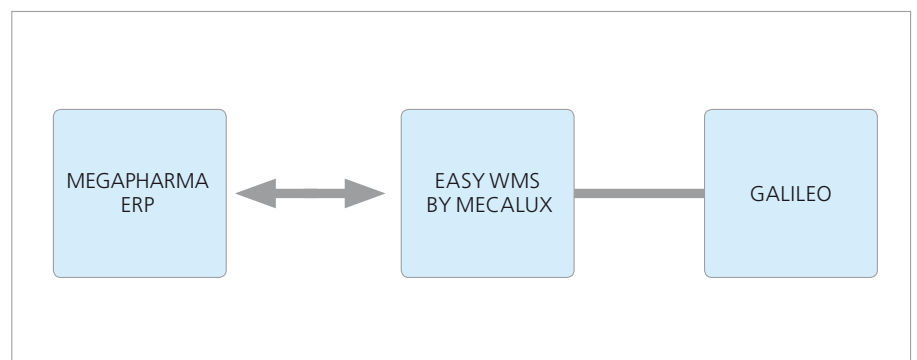 MEGAPHARMA
ERP
EASY WMS
BY MECALUX
GALILEO